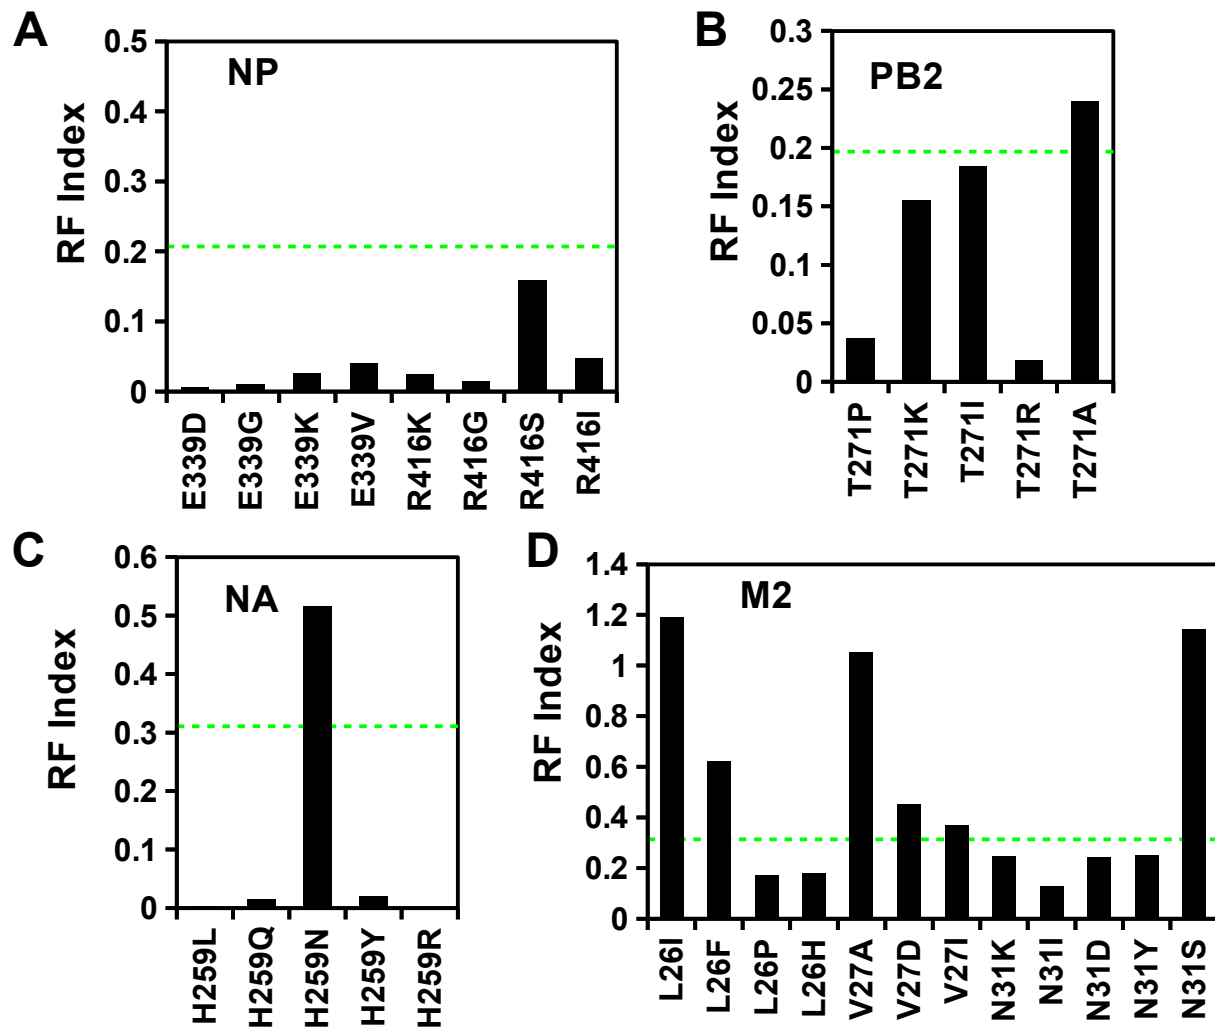 A
NP
RF Index
0.5
0.4
0.3
0.2
0.1
0
E339D
E339G
E339K
E339V
R416K
R416G
R416S
R416I
B
PB2
RF Index
0.3
0.25
0.2
0.15
0.1
0.05
0
T271P
T271K
T271I
T271R
T271A
C
NA
RF Index
0.6
0.5
0.4
0.3
0.2
0.1
0
H259L
H259Q
H259N
H259Y
H259R
D
M2
RF Index
1.4
1.2
1
0.8
0.6
0.4
0.2
0
L26I
L26F
L26P
L26H
V27A
V27D
V27I
N31K
N31I
N31D
N31Y
N31S